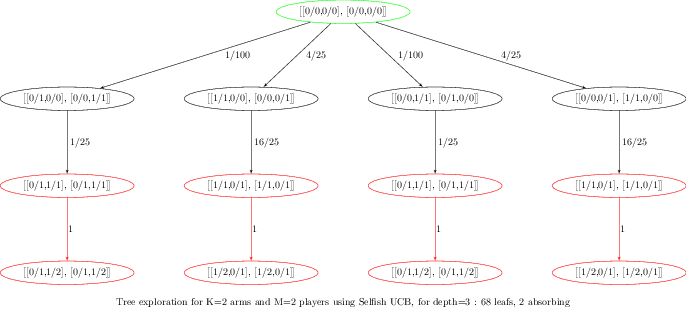 [[0/0,0/0], [0/0,0/0]]
1/100 4/25 1/100 4/25
[[0/1,0/0], [0/0,1/1]] [[1/1,0/0], [0/0,0/1]] [[0/0,1/1], [0/1,0/0]] [[0/0,0/1], [1/1,0/0]]
1/25 16/25 1/25 16/25
[[0/1,1/1], [0/1,1/1]] [[1/1,0/1], [1/1,0/1]] [[0/1,1/1], [0/1,1/1]] [[1/1,0/1], [1/1,0/1]]
1 1 1 1
[[0/1,1/2], [0/1,1/2]] [[1/2,0/1], [1/2,0/1]] [[0/1,1/2], [0/1,1/2]] [[1/2,0/1], [1/2,0/1]]
Tree exploration for K=2 arms and M=2 players using Selfish UCB, for depth=3 : 68 leafs, 2 absorbing